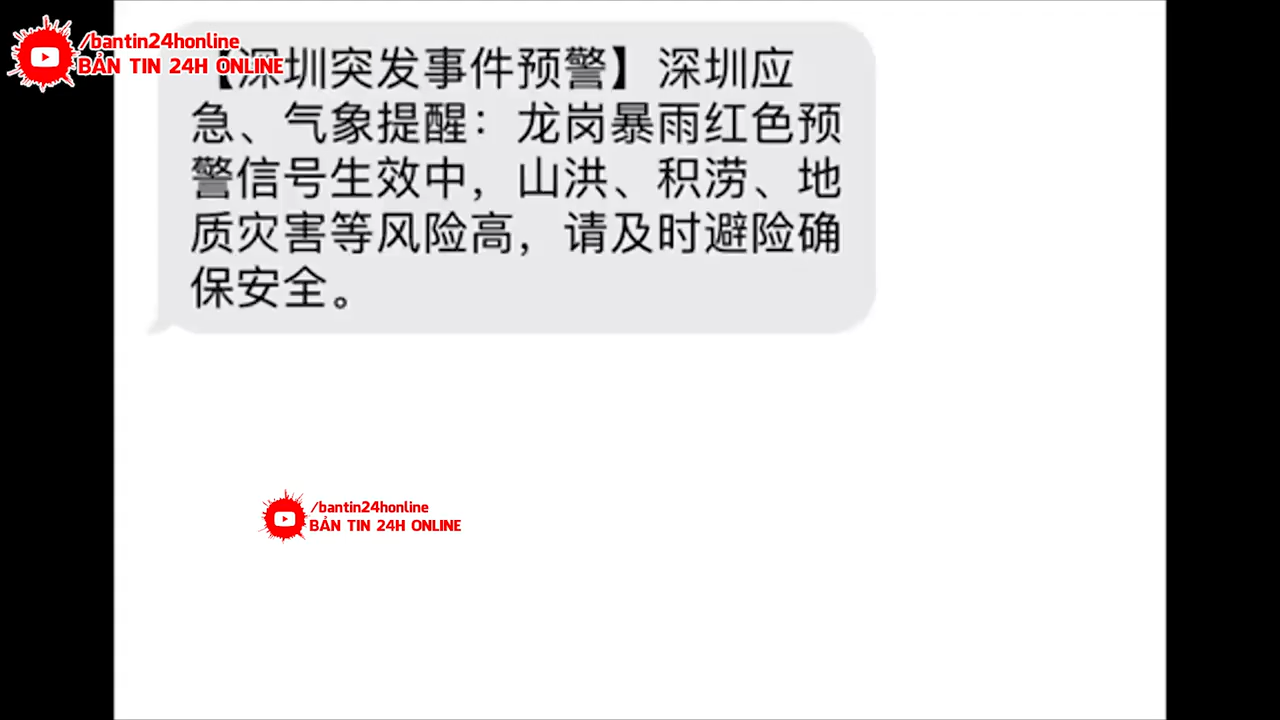 /bantin24honline
BẢN TIN 24H ONLINE
【深圳突发事件预警】深圳应
急、气象提醒：龙岗暴雨红色预
警信号生效中，山洪、积涝、地
质灾害等风险高，请及时避险确
保安全。
/bantin24honline
BẢN TIN 24H ONLINE